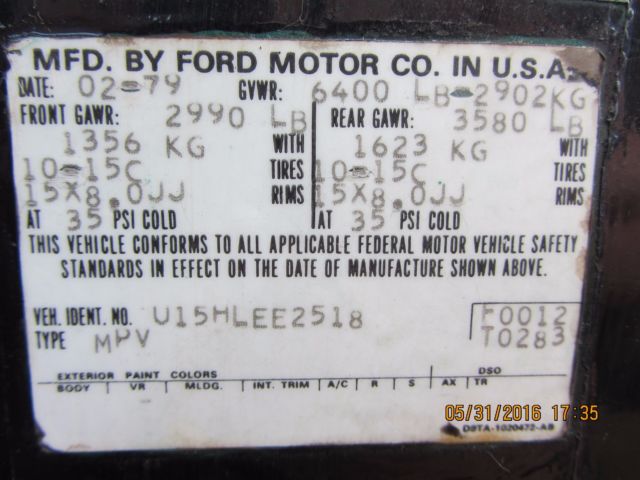 MFD. BY FORD MOTOR CO. IN U.S.A.
DATE: 02-79 GVWR: 6400 LB-2902KG
FRONT GAWR: 2990 LB REAR GAWR: 3580 LB
1356 KG WITH 1623 KG WITH
10-15C TIRES 10-15C TIRES
15X8.0JJ RIMS 15X8.0JJ RIMS
AT 35 PSI COLD AT 35 PSI COLD
THIS VEHICLE CONFORMS TO ALL APPLICABLE FEDERAL MOTOR VEHICLE SAFETY
STANDARDS IN EFFECT ON THE DATE OF MANUFACTURE SHOWN ABOVE.
VEH. IDENT. NO. U15HLEE2518 F0012
TYPE MPV T0283
EXTERIOR PAINT COLORS DSO
BODY VR MLDG. INT. TRIM A/C R S AX TR
05/31/2016 17:35
D9TA-1020472-AB